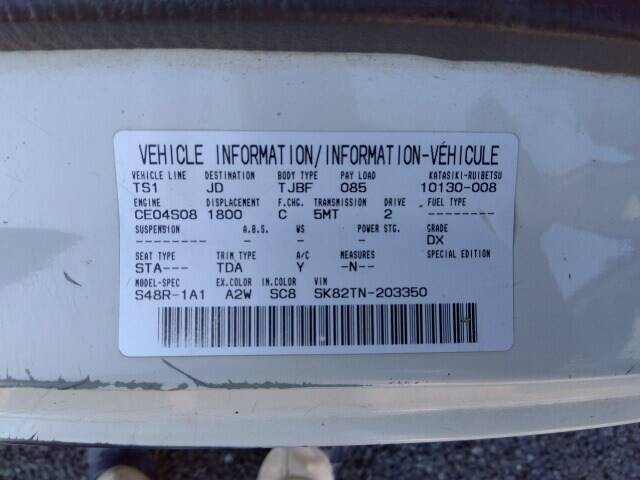 VEHICLE INFORMATION/INFORMATION-VÉHICULE
VEHICLE LINE DESTINATION BODY TYPE PAY LOAD KATASIKI-RUIBETSU
TS1 JD TJBF 085 10130-008
ENGINE DISPLACEMENT F.CHG. TRANSMISSION DRIVE FUEL TYPE
CE04S08 1800 C 5MT 2 --------
SUSPENSION A.B.S. WS POWER STG. GRADE
-------- - -- - DX
SEAT TYPE TRIM TYPE A/C MEASURES SPECIAL EDITION
STA--- TDA Y -N--
MODEL-SPEC EX.COLOR IN.COLOR VIN
S48R-1A1 A2W SC8 SK82TN-203350